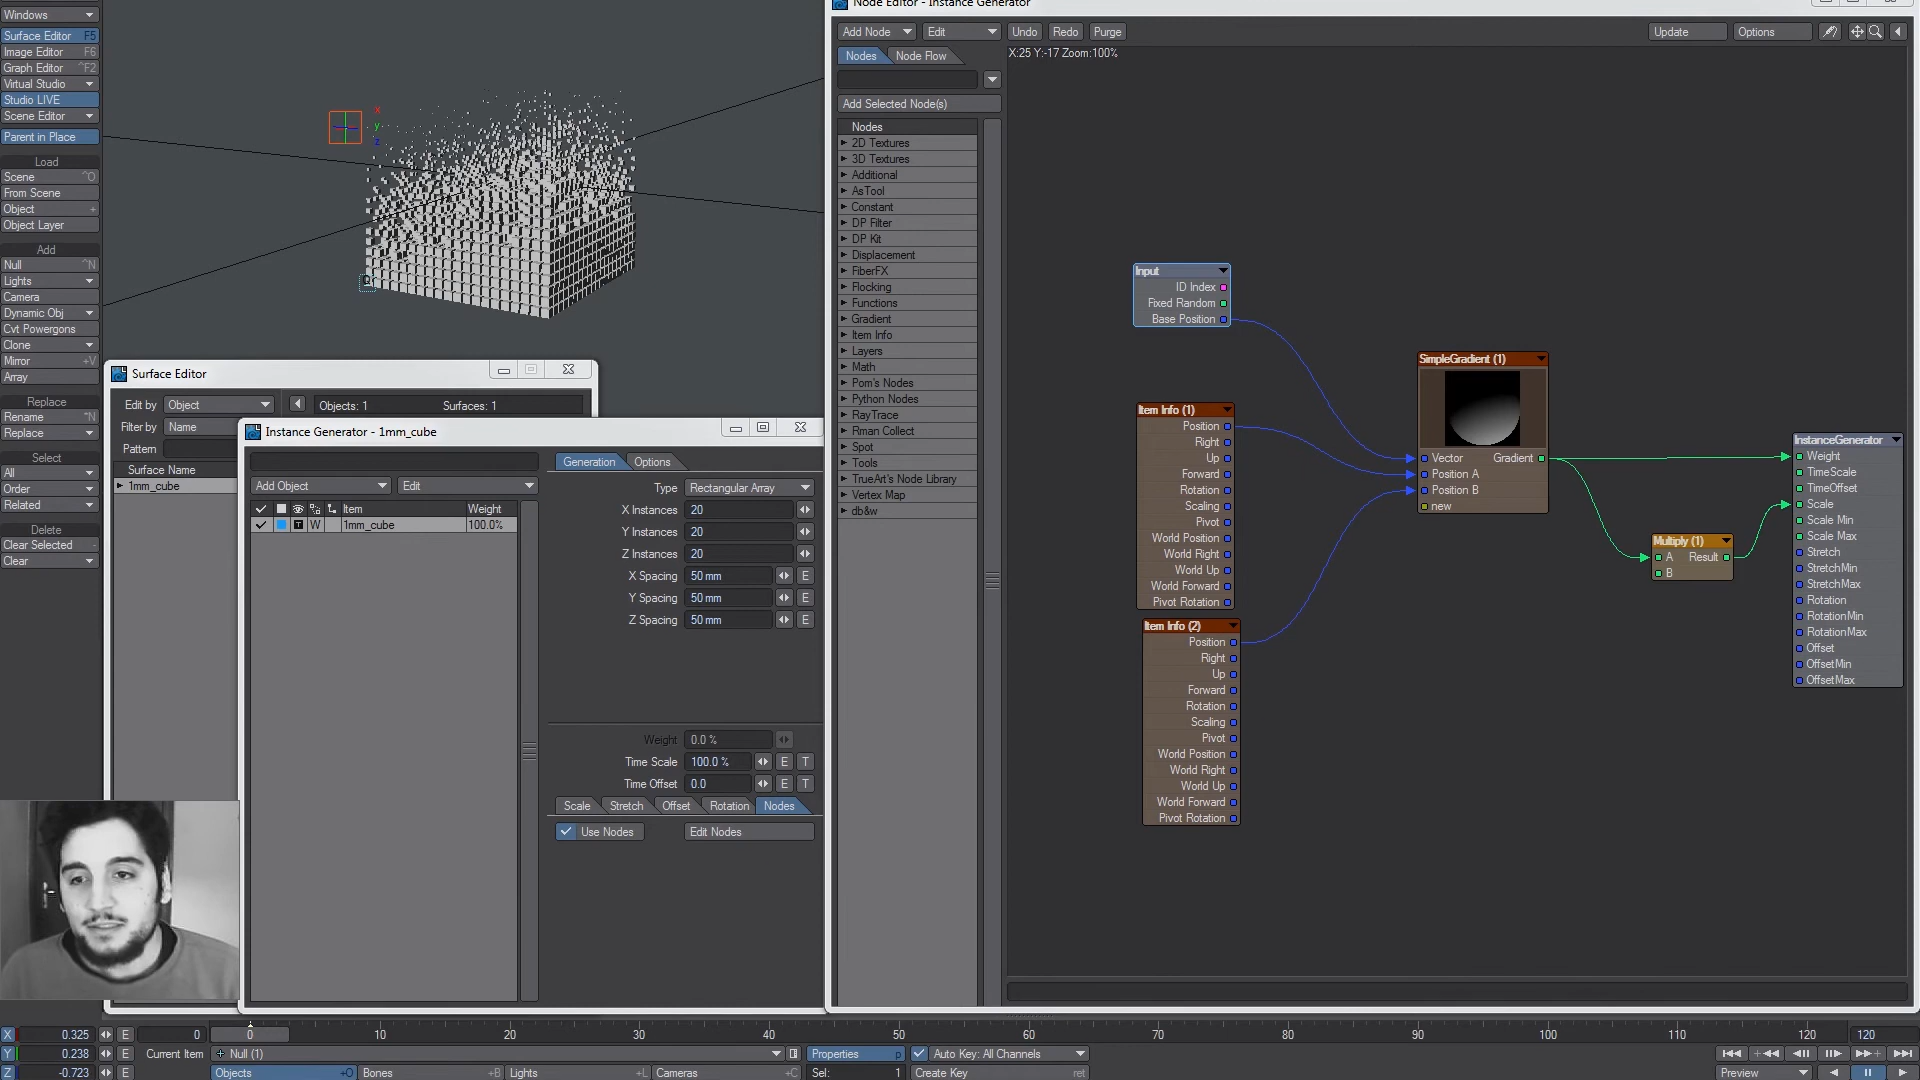 Windows
Surface Editor F5
Image Editor F6
Graph Editor ^F2
Virtual Studio
Studio LIVE
Scene Editor
Parent in Place
Load
Scene ^O
From Scene
Object +
Object Layer
Add
Null ^N
Lights
Camera
Dynamic Obj
Cvt Powergons
Clone
Mirror +V
Array
Replace
Rename
Replace
Select
All
Order
Related
Delete
Clear Selected -
Clear
x
y
z
Surface Editor
Edit by Object
Objects: 1 Surfaces: 1
Filter by Name
Pattern
Surface Name
1mm_cube
Instance Generator - 1mm_cube
Add Object Edit
Item Weight
W 1mm_cube 100.0%
Generation Options
Type Rectangular Array
X Instances 20
Y Instances 20
Z Instances 20
X Spacing 50 mm E
Y Spacing 50 mm E
Z Spacing 50 mm E
Weight 0.0 %
Time Scale 100.0 % E T
Time Offset 0.0 E T
Scale Stretch Offset Rotation Nodes
Use Nodes Edit Nodes
Node Editor - Instance Generator
Add Node Edit Undo Redo Purge Update Options
Nodes Node Flow
X:25 Y:-17 Zoom:100%
Add Selected Node(s)
Nodes
2D Textures
3D Textures
Additional
AsTool
Constant
DP Filter
DP Kit
Displacement
FiberFX
Flocking
Functions
Gradient
Item Info
Layers
Math
Pom's Nodes
Python Nodes
RayTrace
Rman Collect
Spot
Tools
TrueArt's Node Library
Vertex Map
db&w
Input
ID Index
Fixed Random
Base Position
Item Info (1)
Position
Right
Up
Forward
Rotation
Scaling
Pivot
World Position
World Right
World Up
World Forward
Pivot Rotation
Item Info (2)
Position
Right
Up
Forward
Rotation
Scaling
Pivot
World Position
World Right
World Up
World Forward
Pivot Rotation
SimpleGradient (1)
Vector Gradient
Position A
Position B
new
Multiply (1)
A Result
B
InstanceGenerator
Weight
TimeScale
TimeOffset
Scale
Scale Min
Scale Max
Stretch
StretchMin
StretchMax
Rotation
RotationMin
RotationMax
Offset
OffsetMin
OffsetMax
X 0.325 E 0 0 10 20 30 40 50 60 70 80 90 100 110 120 120
Y 0.238 E Current Item Null (1) Properties p Auto Key: All Channels
Z -0.723 E Objects +O Bones +B Lights +L Cameras +C Sel: 1 Create Key ret Preview